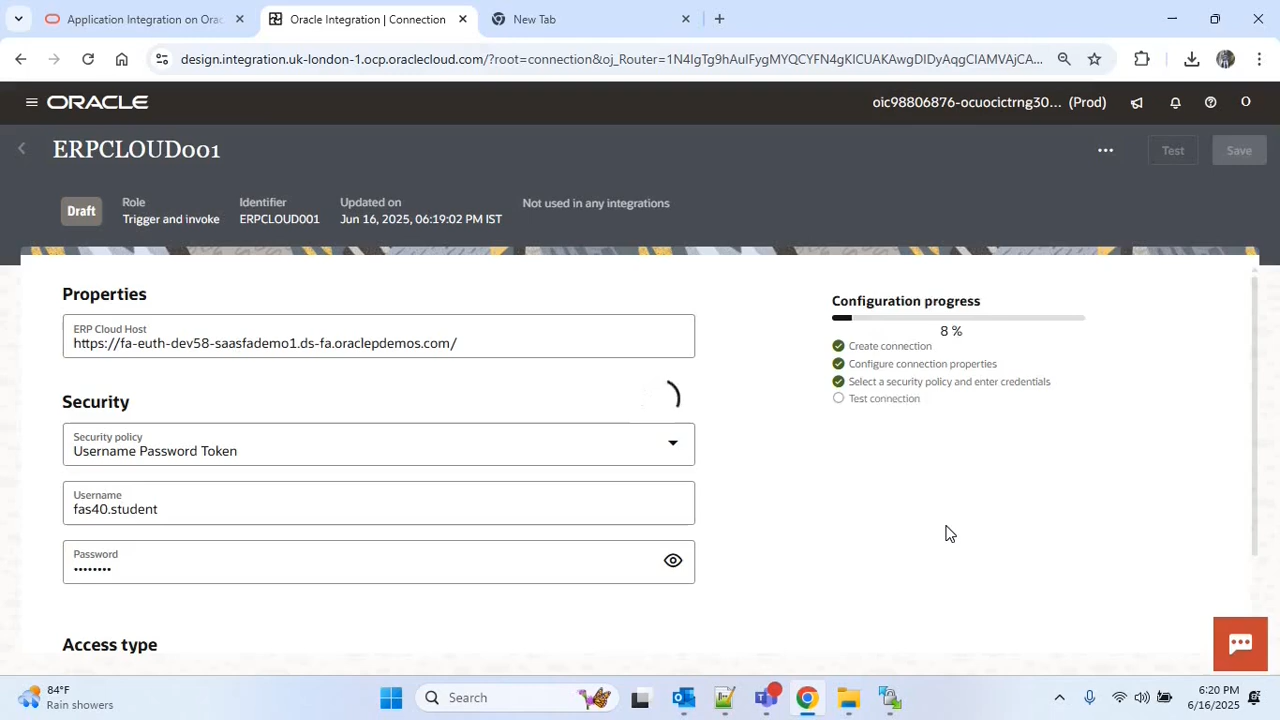 Application Integration on Orac
Oracle Integration | Connection
New Tab
design.integration.uk-london-1.ocp.oraclecloud.com/?root=connection&oj_Router=1N4IgTg9hAuIFygMYQCYFN4gKICUAKAwgDIDyAqgCIAMVAjCA...
ORACLE
oic98806876-ocuocictrng30... (Prod)
O
ERPCLOUD001
Test
Save
Draft
Role
Trigger and invoke
Identifier
ERPCLOUD001
Updated on
Jun 16, 2025, 06:19:02 PM IST
Not used in any integrations
Properties
ERP Cloud Host
https://fa-euth-dev58-saasfademo1.ds-fa.oraclepdemos.com/
Security
Security policy
Username Password Token
Username
fas40.student
Password
••••••••
Access type
Configuration progress
8 %
Create connection
Configure connection properties
Select a security policy and enter credentials
Test connection
84°F
Rain showers
Search
6:20 PM
6/16/2025